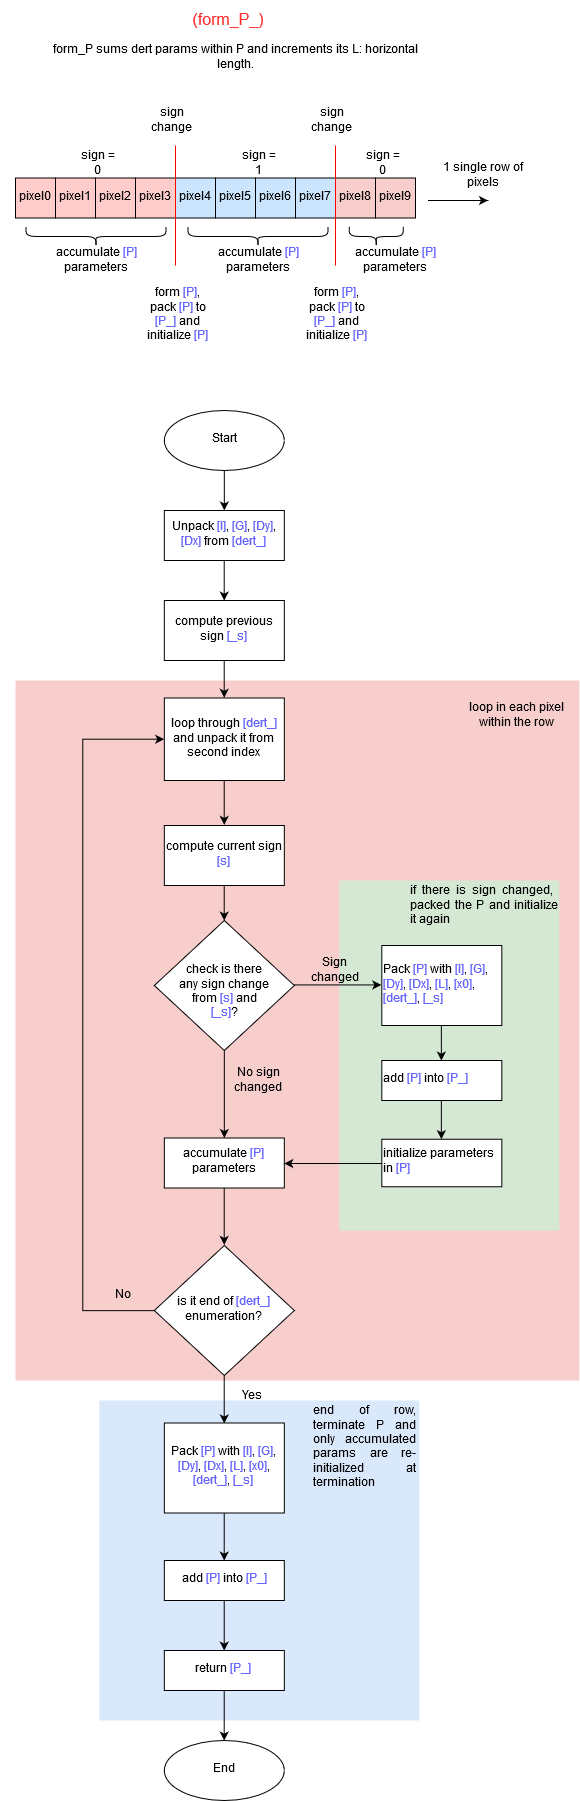 (form_P_)
form_P sums dert params within P and increments its L: horizontal
length.
sign
change
sign
change
sign =
0
sign =
1
sign =
0
1 single row of
pixels
pixel0 pixel1 pixel2 pixel3 pixel4 pixel5 pixel6 pixel7 pixel8 pixel9
accumulate [P]
parameters
accumulate [P]
parameters
accumulate [P]
parameters
form [P],
pack [P] to
[P_] and
initialize [P]
form [P],
pack [P] to
[P_] and
initialize [P]
Start
Unpack [I], [G], [Dy],
[Dx] from [dert_]
compute previous
sign [_s]
loop in each pixel
within the row
loop through [dert_]
and unpack it from
second index
compute current sign
[s]
if there is sign changed,
packed the P and initialize
it again
check is there
any sign change
from [s] and
[_s]?
Sign
changed
Pack [P] with [I], [G],
[Dy], [Dx], [L], [x0],
[dert_], [_s]
No sign
changed
add [P] into [P_]
accumulate [P]
parameters
initialize parameters
in [P]
is it end of [dert_]
enumeration?
No
Yes
end of row,
terminate P and
only accumulated
params are re-
initialized at
termination
Pack [P] with [I], [G],
[Dy], [Dx], [L], [x0],
[dert_], [_s]
add [P] into [P_]
return [P_]
End